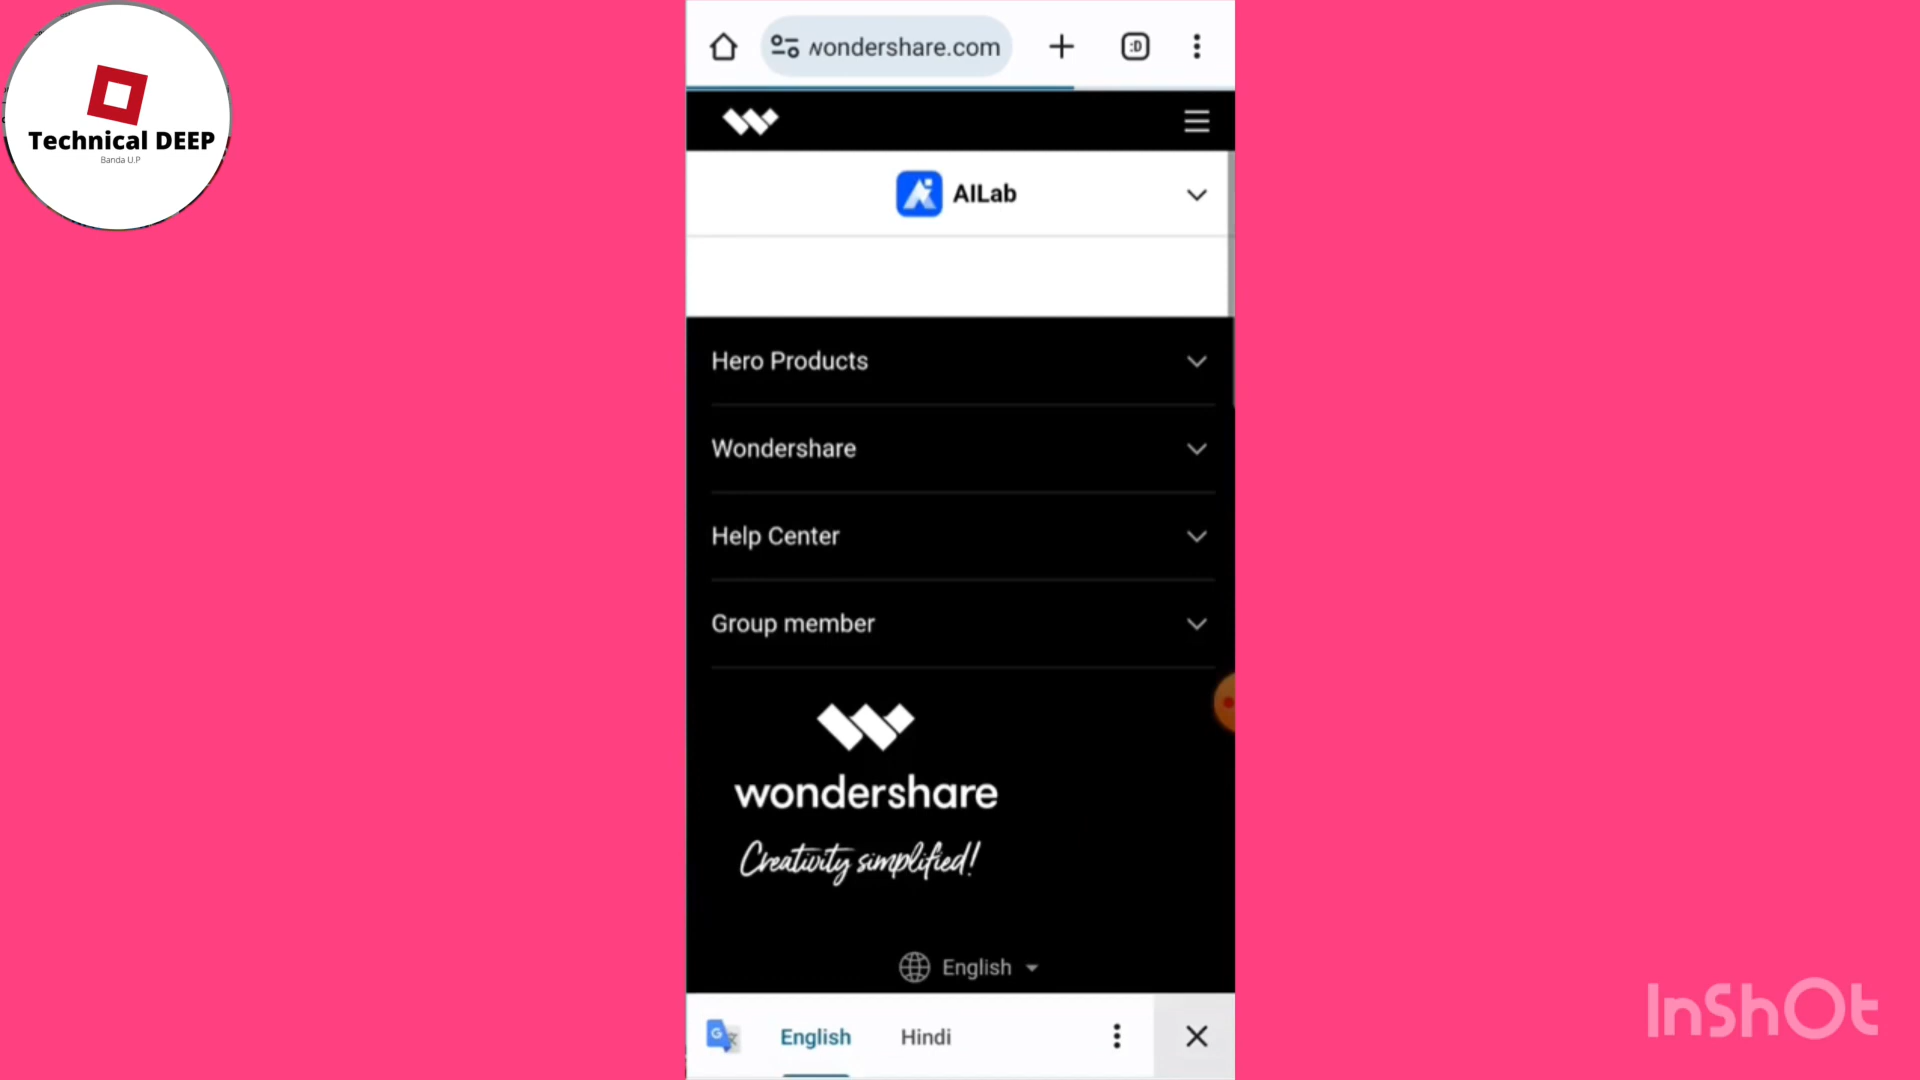 Technical DEEP
Banda U.P
wondershare.com
:D
AILab
Hero Products
Wondershare
Help Center
Group member
wondershare
Creativity simplified!
English
English
Hindi
InShOt